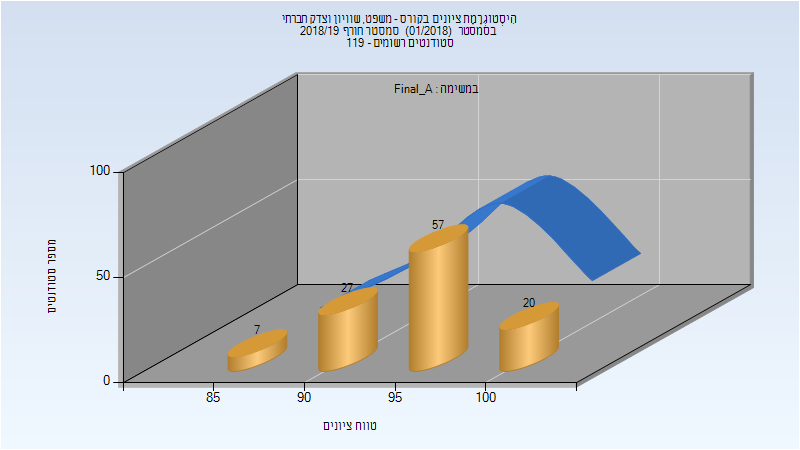 היסטוגרמת ציונים בקורס - משפט, שוויון וצדק חברתי
בסמסטר (01/2018) סמסטר חורף 2018/19
סטודנטים רשומים - 119
במשימה : Final_A
100
50
0
מספר סטודנטים
7
27
57
20
85
90
95
100
טווח ציונים